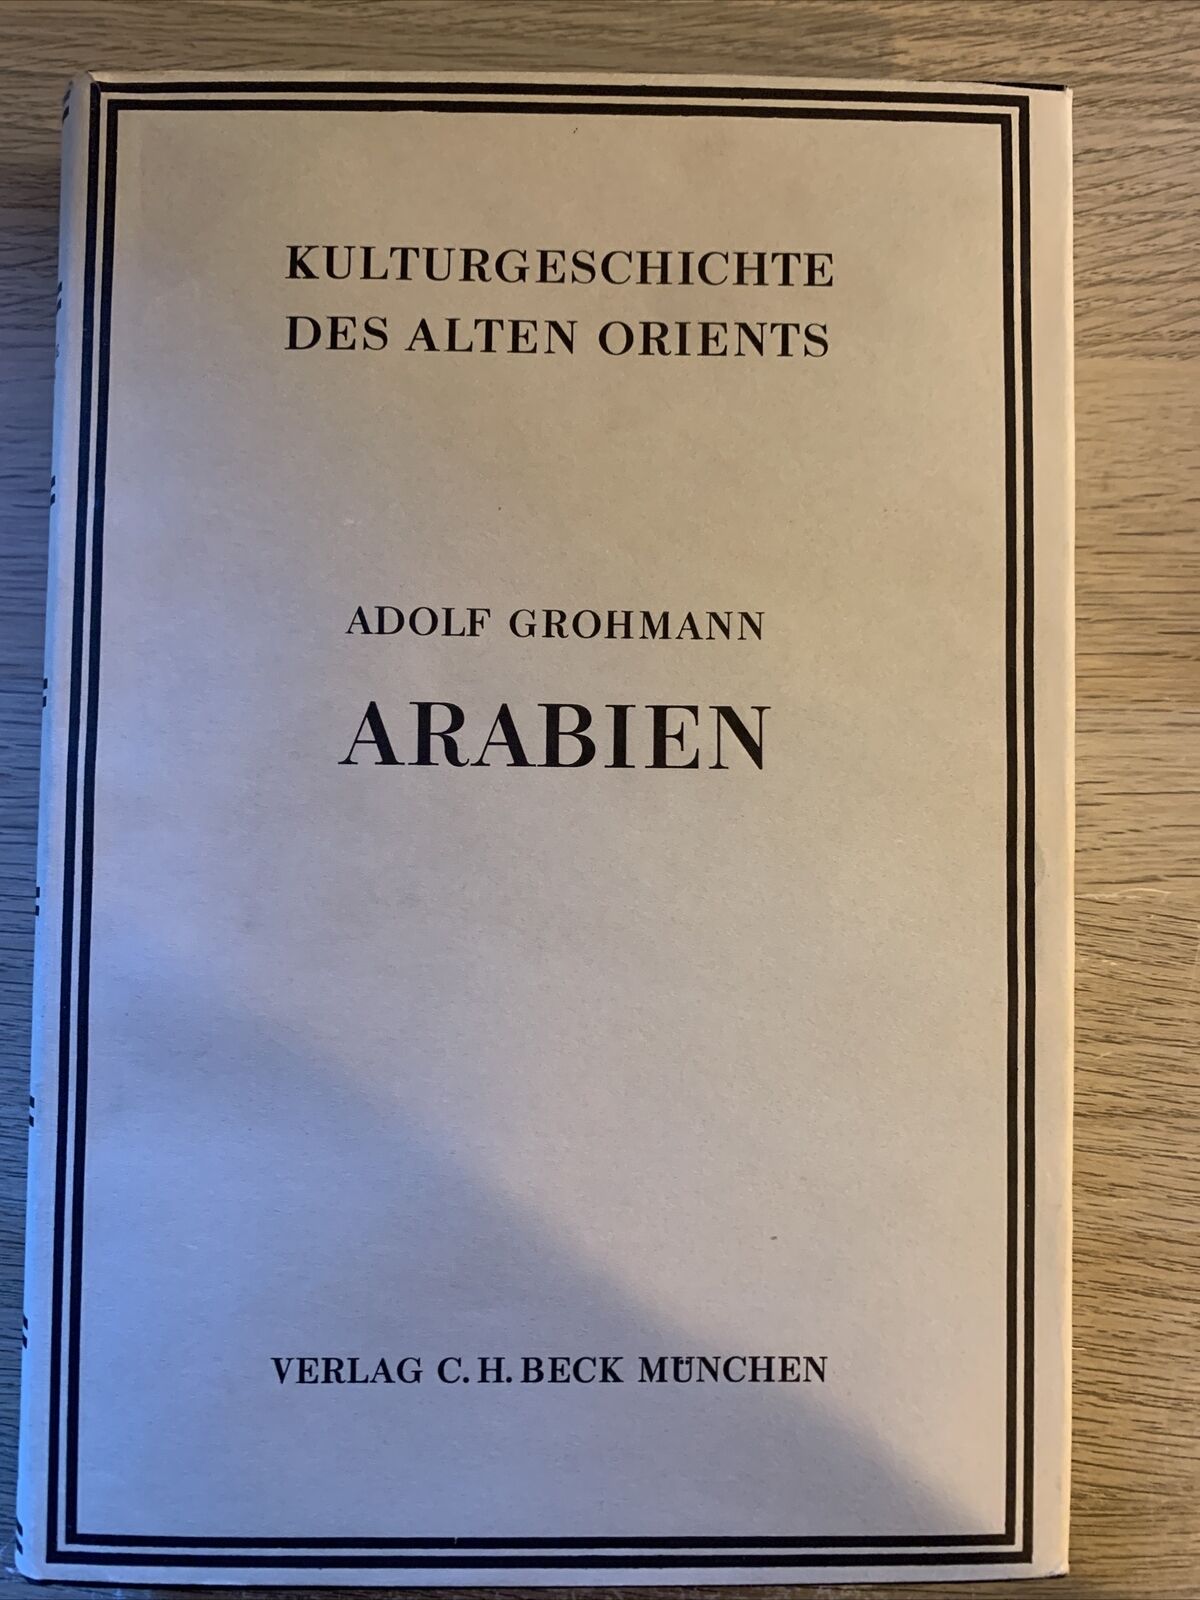 KULTURGESCHICHTE
DES ALTEN ORIENTS
ADOLF GROHMANN
ARABIEN
VERLAG C. H. BECK MÜNCHEN